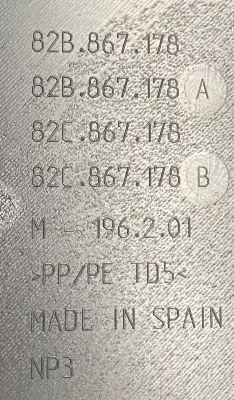 82B.867.178
82B.867.178 A
82C.867.178
82C.867.178 B
M - 196.2.01
>PP/PE TD5<
MADE IN SPAIN
NP3